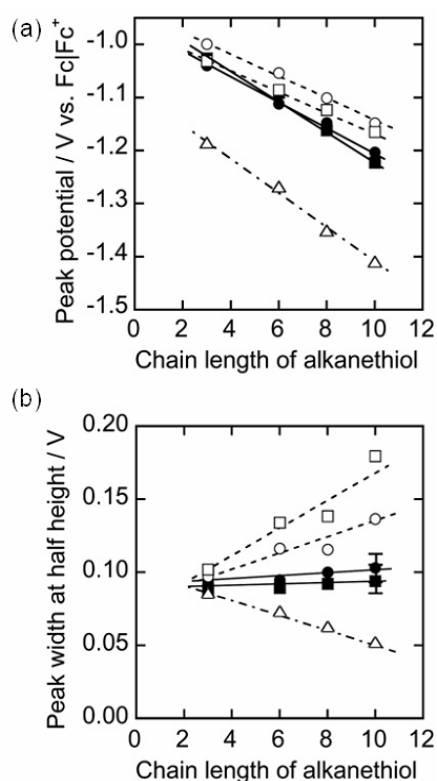 (a)
-1.0
-1.1
-1.2
-1.3
-1.4
-1.5
Peak potential / V vs. Fc|Fc+
0 2 4 6 8 10 12
Chain length of alkanethiol
(b)
0.20
0.15
0.10
0.05
0.00
Peak width at half height / V
0 2 4 6 8 10 12
Chain length of alkanethiol